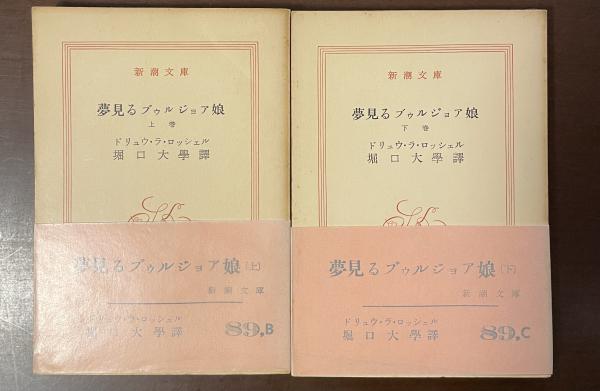 新潮文庫
夢見るブゥルジョア娘
上巻
ドリュウ・ラ・ロッシェル
堀口大學譯
夢見るブゥルジョア娘〔上〕
新潮文庫
ドリュウ・ラ・ロッシェル
堀口大學譯
89,B
新潮文庫
夢見るブゥルジョア娘
下巻
ドリュウ・ラ・ロッシェル
堀口大學譯
夢見るブゥルジョア娘〔下〕
新潮文庫
ドリュウ・ラ・ロッシェル
堀口大學譯
89,C